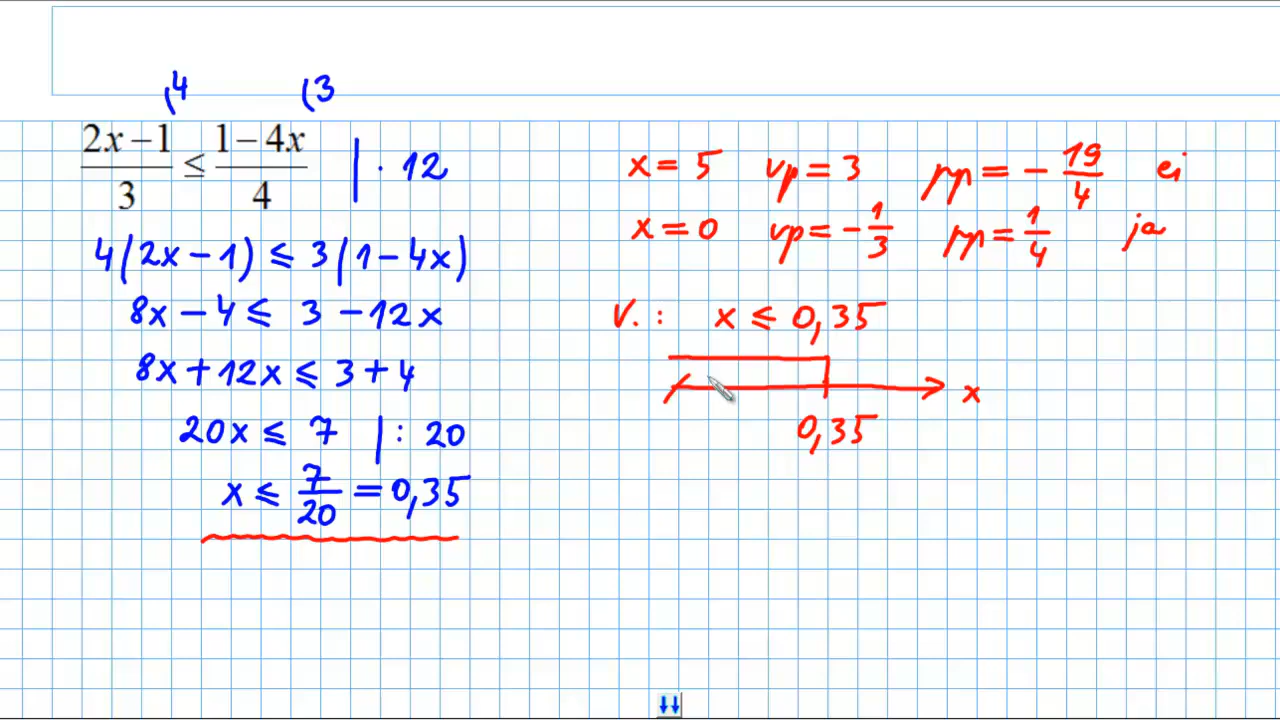 (4 (3
(2x − 1)/3 ≤ (1 − 4x)/4 | · 12
4(2x − 1) ≤ 3(1 − 4x)
8x − 4 ≤ 3 − 12x
8x + 12x ≤ 3 + 4
20x ≤ 7 | : 20
x ≤ 7/20 = 0,35
x = 5 vp = 3 pp = − 19/4 ei
x = 0 vp = − 1/3 pp = 1/4 ja
V. : x ≤ 0,35
x
0,35